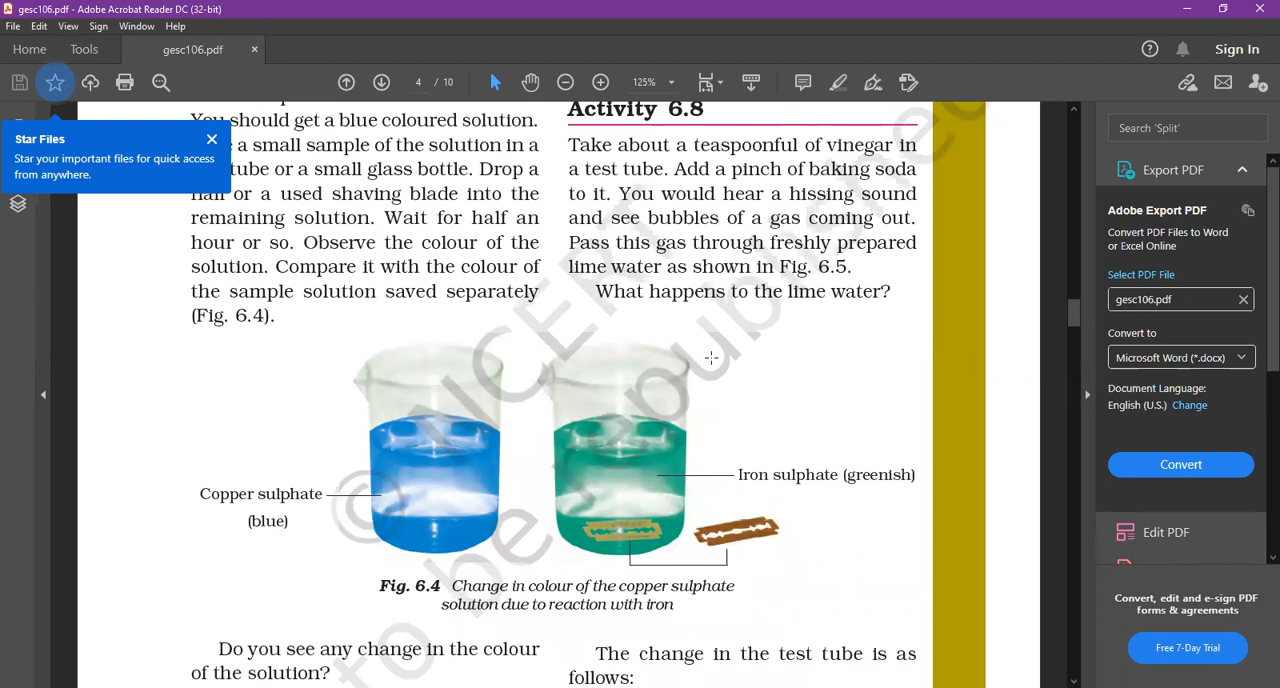 gesc106.pdf - Adobe Acrobat Reader DC (32-bit)
File Edit View Sign Window Help
Home Tools gesc106.pdf × Sign In
4 / 10 125%
Star Files
Star your important files for quick access
from anywhere.
You should get a blue coloured solution.
a small sample of the solution in a
tube or a small glass bottle. Drop a
nail or a used shaving blade into the
remaining solution. Wait for half an
hour or so. Observe the colour of the
solution. Compare it with the colour of
the sample solution saved separately
(Fig. 6.4).
Activity 6.8
Take about a teaspoonful of vinegar in
a test tube. Add a pinch of baking soda
to it. You would hear a hissing sound
and see bubbles of a gas coming out.
Pass this gas through freshly prepared
lime water as shown in Fig. 6.5.
What happens to the lime water?
Copper sulphate
(blue)
Iron sulphate (greenish)
Fig. 6.4 Change in colour of the copper sulphate
solution due to reaction with iron
Do you see any change in the colour
of the solution?
The change in the test tube is as
follows:
© NCERT
to be republished
Search 'Split'
Export PDF
Adobe Export PDF
Convert PDF Files to Word
or Excel Online
Select PDF File
gesc106.pdf
Convert to
Microsoft Word (*.docx)
Document Language:
English (U.S.) Change
Convert
Edit PDF
Convert, edit and e-sign PDF
forms & agreements
Free 7-Day Trial